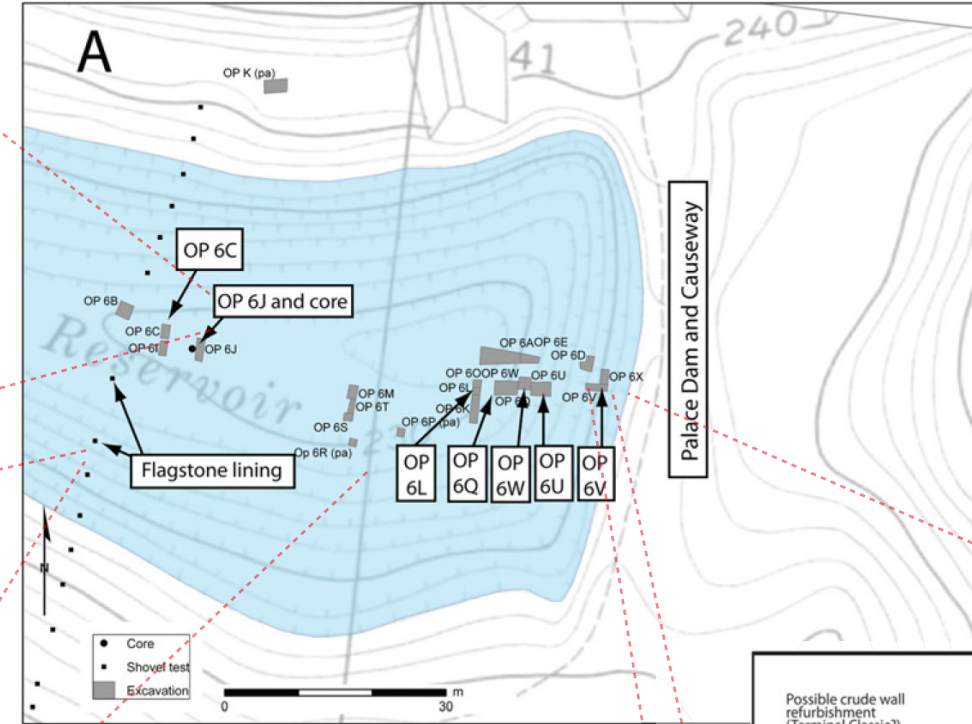 A
240
41
OP K (pa)
OP 6C
OP 6J and core
OP 6B
OP 6C
OP 6I
OP 6J
Reservoir
Palace Dam and Causeway
OP 6A
OP 6E
OP 6D
OP 6O
OP 6W
OP 6U
OP 6X
OP 6L
OP 6Q
OP 6V
OP 6K
OP 6M
OP 6T
OP 6S
OP 6P (pa)
Op 6R (pa)
Flagstone lining
OP
6L
OP
6Q
OP
6W
OP
6U
OP
6V
N
Core
Shovel test
Excavation
m
0
30
Possible crude wall
refurbishment
(Terminal Classic?)